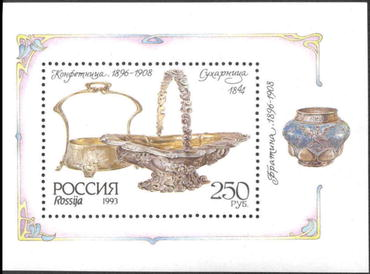 Конфетница. 1896-1908
Сухарница
1841
Братина. 1896-1908
РОССИЯ
Rossija
1993
250
РУБ.